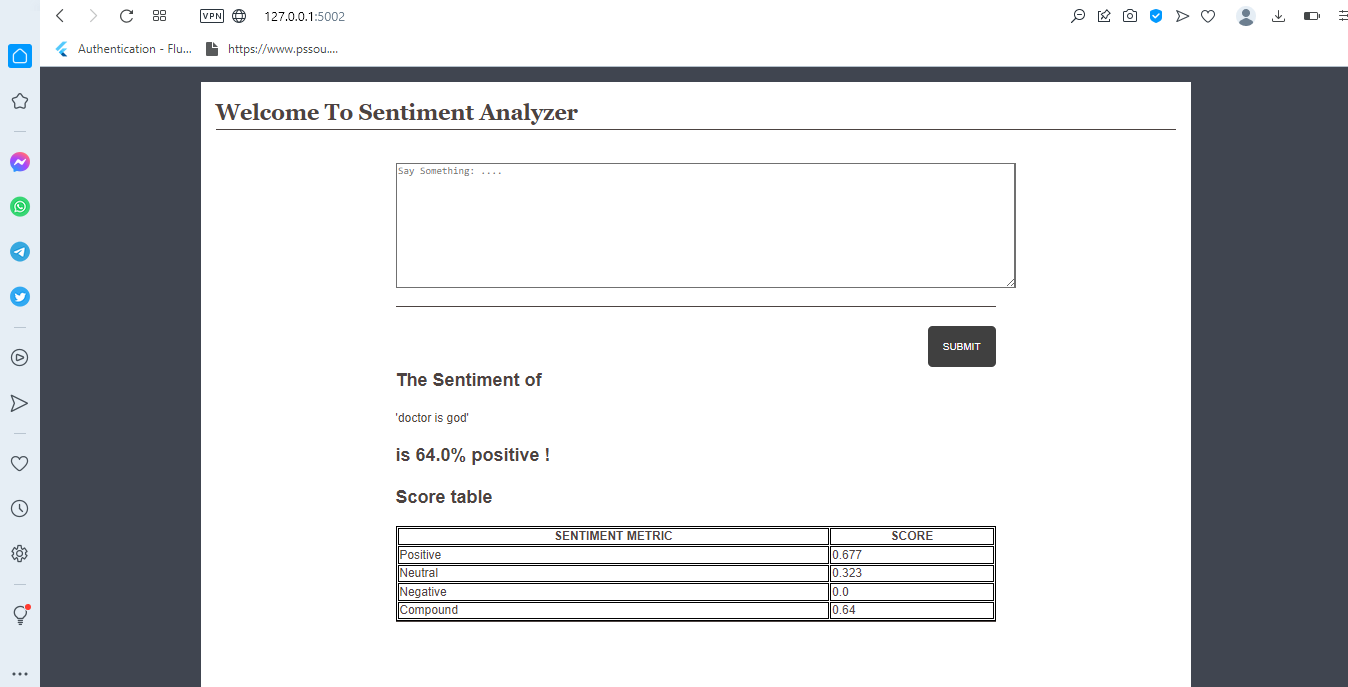 VPN 127.0.0.1:5002
Authentication - Flu... https://www.pssou....
Welcome To Sentiment Analyzer
Say Something: ....
SUBMIT
The Sentiment of
'doctor is god'
is 64.0% positive !
Score table
SENTIMENT METRIC SCORE
Positive 0.677
Neutral 0.323
Negative 0.0
Compound 0.64